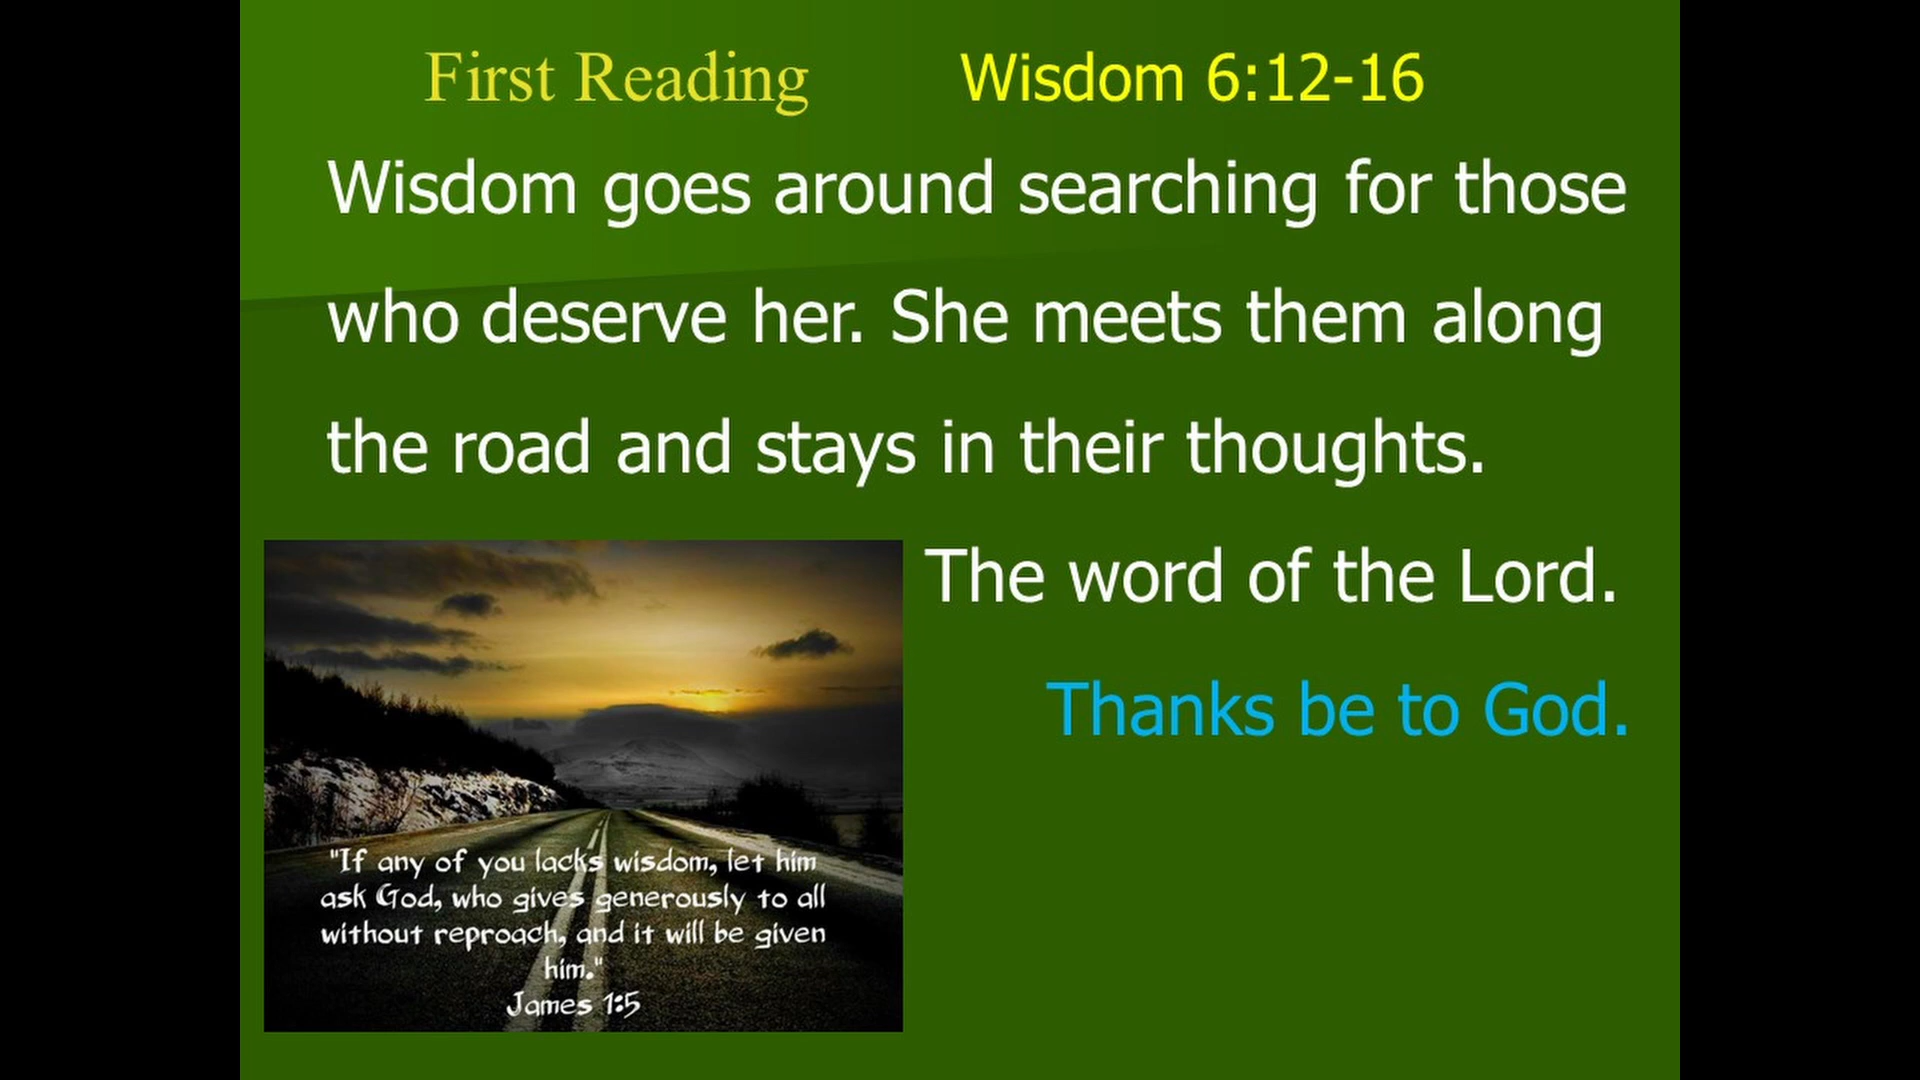 First Reading Wisdom 6:12-16
Wisdom goes around searching for those
who deserve her. She meets them along
the road and stays in their thoughts.
The word of the Lord.
Thanks be to God.
"If any of you lacks wisdom, let him
ask God, who gives generously to all
without reproach, and it will be given
him."
James 1:5